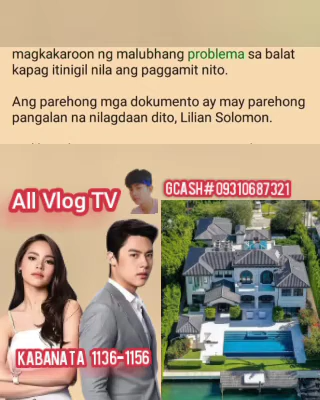 magkakaroon ng malubhang problema sa balat
kapag itinigil nila ang paggamit nito.
Ang parehong mga dokumento ay may parehong
pangalan na nilagdaan dito, Lilian Solomon.
All Vlog TV
GCASH#09310687321
KABANATA 1136-1156